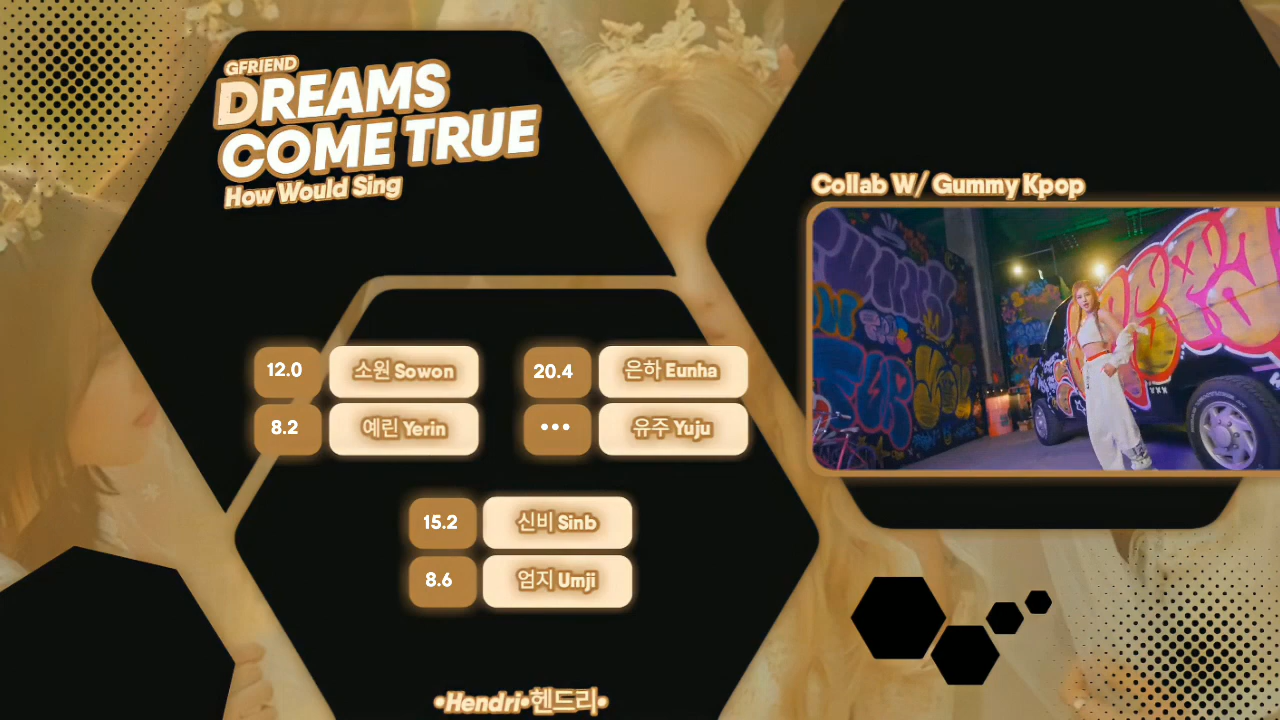 GFRIEND
DREAMS
COME TRUE
How Would Sing
Collab W/ Gummy Kpop
12.0 소원 Sowon
20.4 은하 Eunha
8.2 예린 Yerin
••• 유주 Yuju
15.2 신비 Sinb
8.6 엄지 Umji
•Hendri•헨드리•